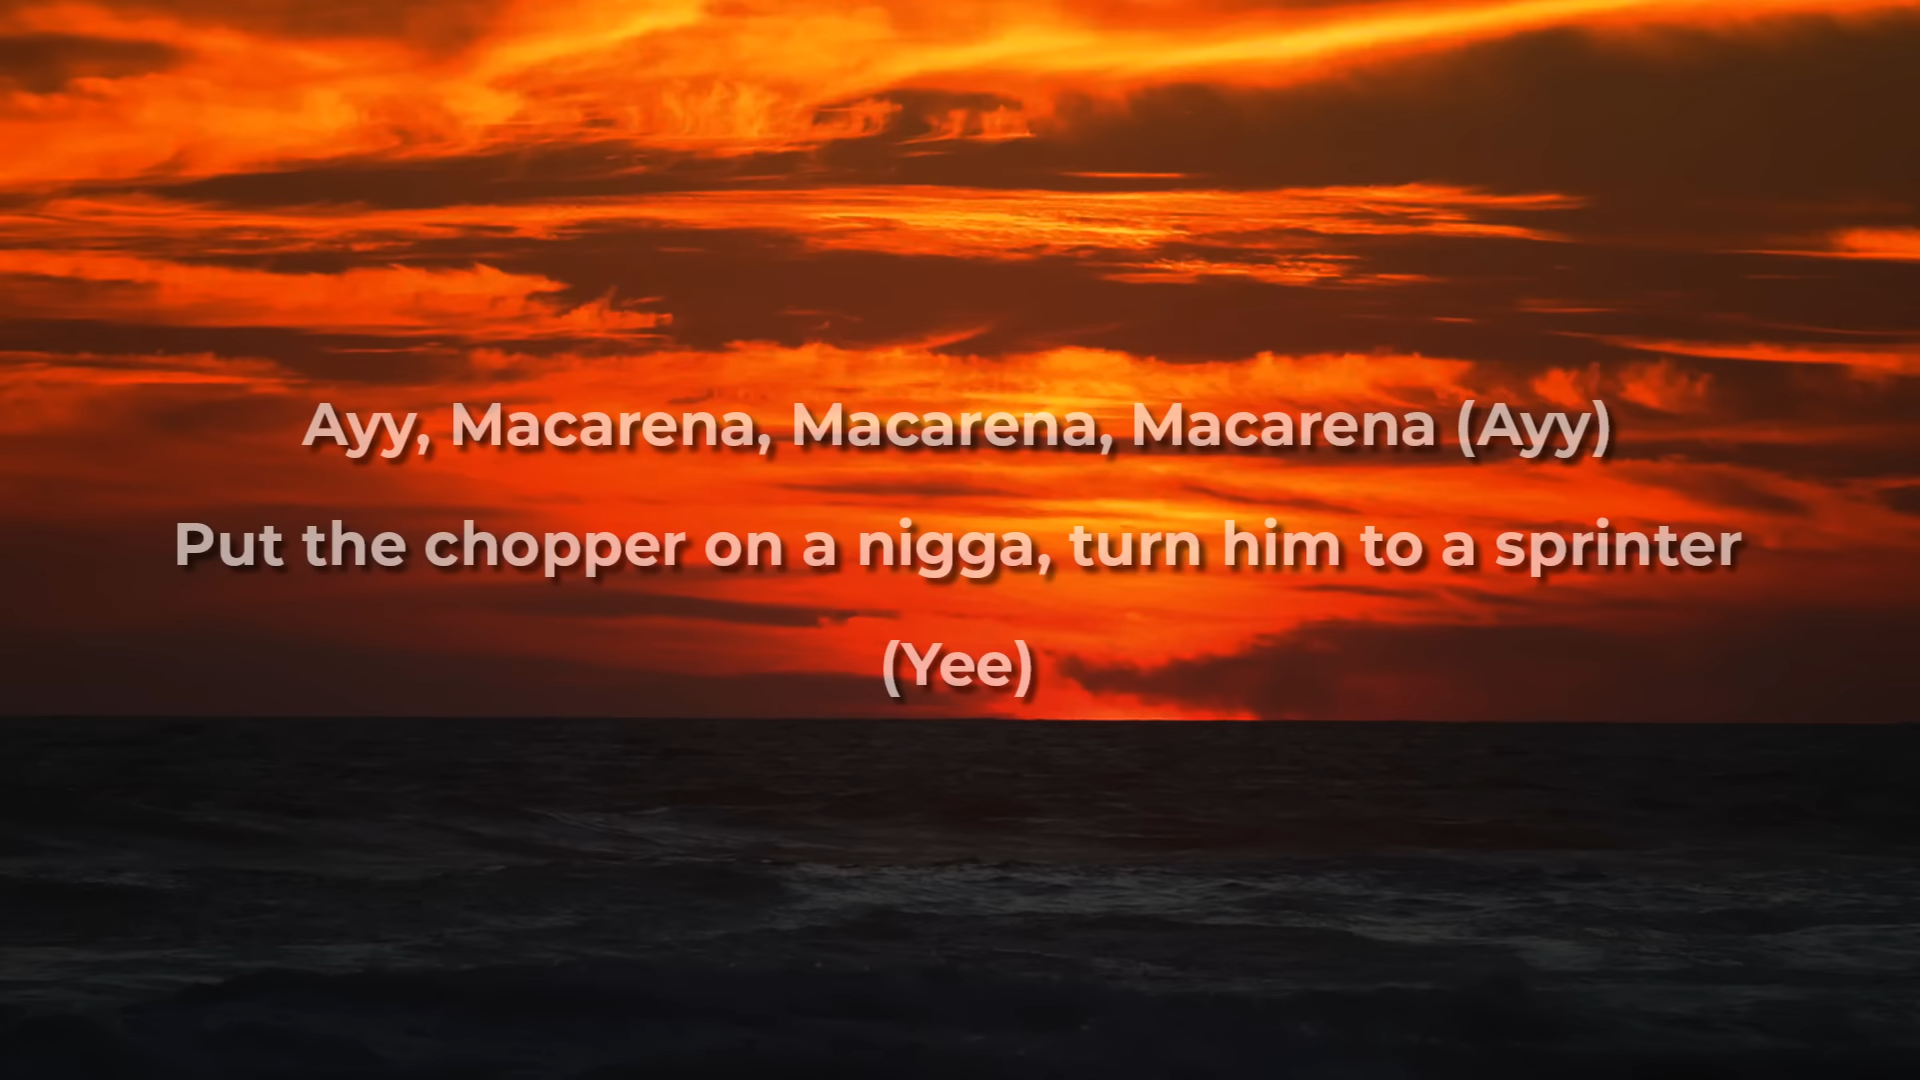 Ayy, Macarena, Macarena, Macarena (Ayy)
Put the chopper on a nigga, turn him to a sprinter
(Yee)